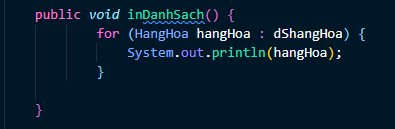 public void inDanhSach() {
for (HangHoa hangHoa : dShangHoa) {
System.out.println(hangHoa);
}
}